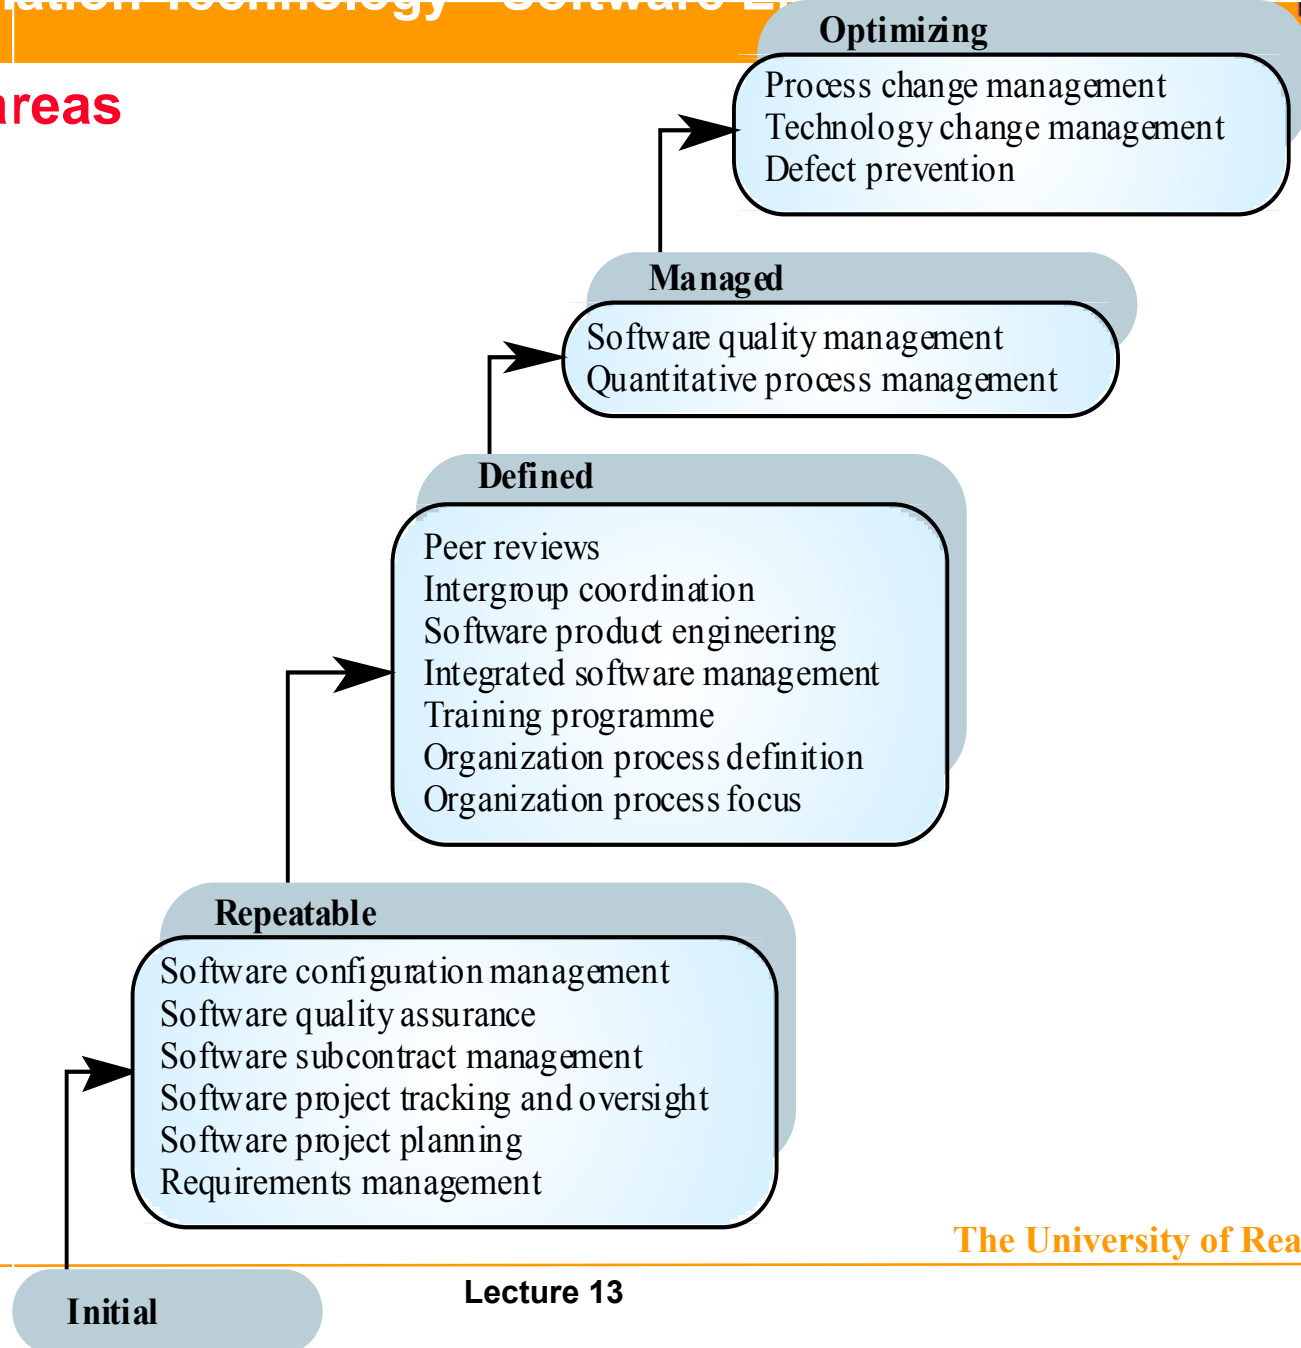 Technology
Optimizing
Process change management
Technology change management
Defect prevention
areas
Managed
Software quality management
Quantitative process management
Defined
Peer reviews
Intergroup coordination
Software product engineering
Integrated software management
Training programme
Organization process definition
Organization process focus
Repeatable
Software configuration management
Software quality assurance
Software subcontract management
Software project tracking and oversight
Software project planning
Requirements management
The University of Rea
Lecture 13
Initial